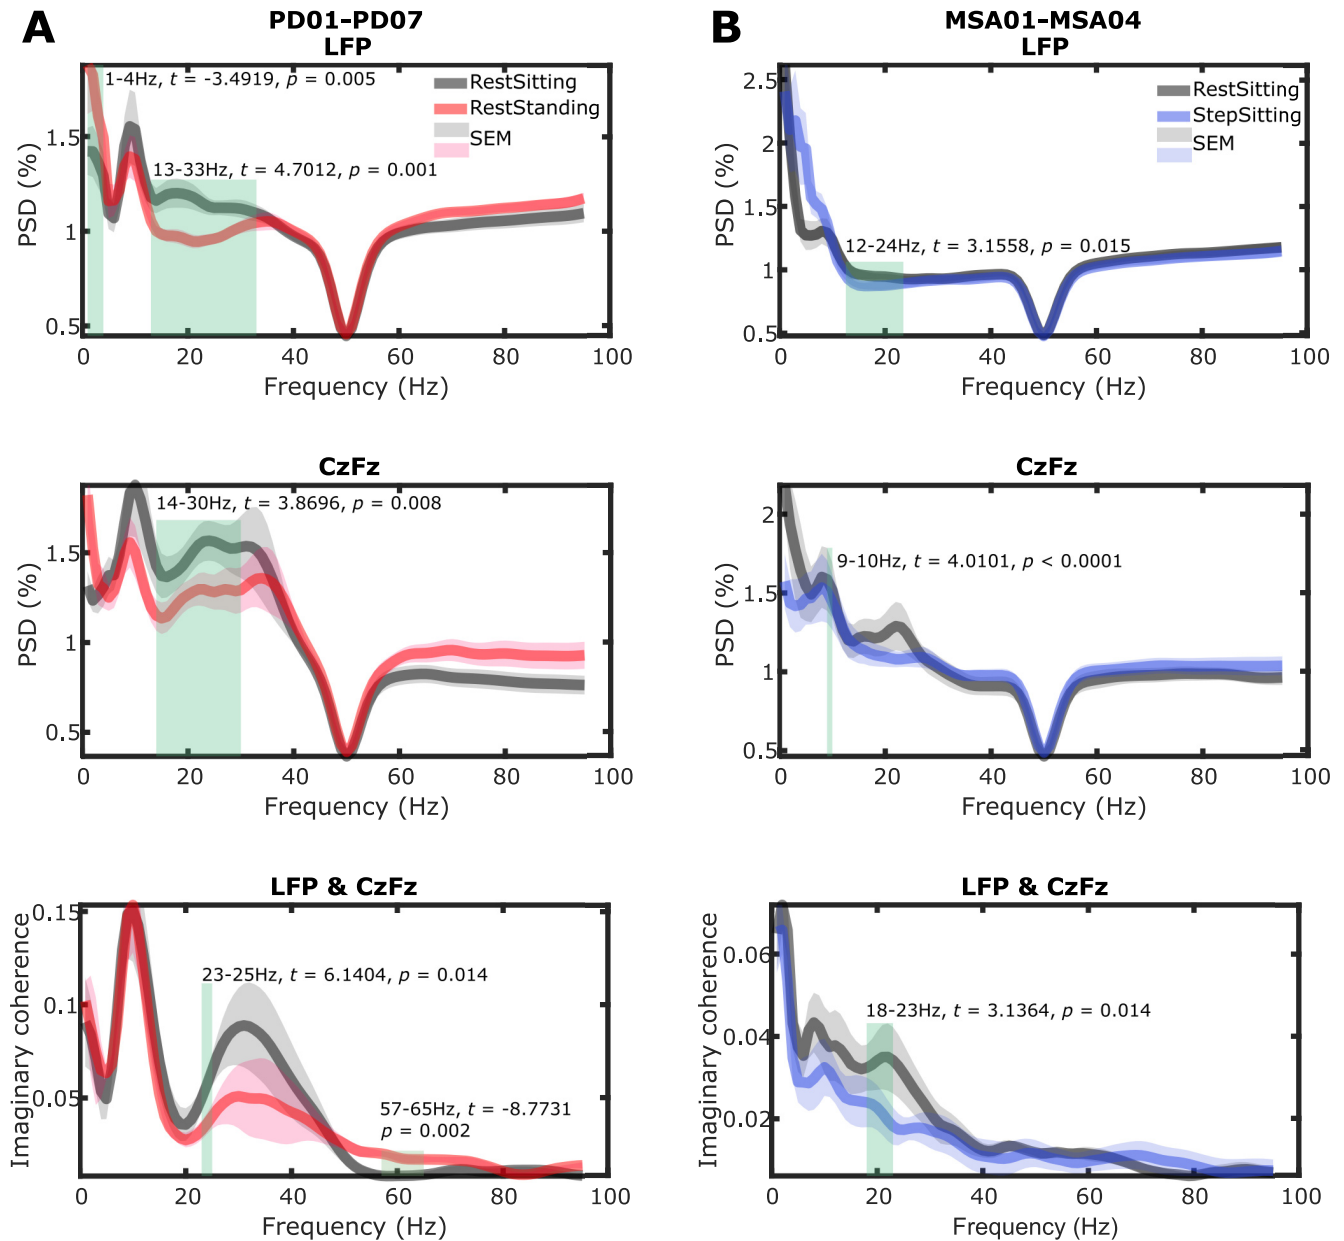 A
PD01-PD07
LFP
1-4Hz, t = -3.4919, p = 0.005
RestSitting
RestStanding
SEM
13-33Hz, t = 4.7012, p = 0.001
PSD (%)
1.5
1
0.5
0 20 40 60 80 100
Frequency (Hz)
CzFz
14-30Hz, t = 3.8696, p = 0.008
PSD (%)
1.5
1
0.5
0 20 40 60 80 100
Frequency (Hz)
LFP & CzFz
23-25Hz, t = 6.1404, p = 0.014
57-65Hz, t = -8.7731
p = 0.002
Imaginary coherence
0.15
0.1
0.05
0 20 40 60 80 100
Frequency (Hz)
B
MSA01-MSA04
LFP
RestSitting
StepSitting
SEM
12-24Hz, t = 3.1558, p = 0.015
PSD (%)
2.5
2
1.5
1
0.5
0 20 40 60 80 100
Frequency (Hz)
CzFz
9-10Hz, t = 4.0101, p < 0.0001
PSD (%)
2
1.5
1
0.5
0 20 40 60 80 100
Frequency (Hz)
LFP & CzFz
18-23Hz, t = 3.1364, p = 0.014
Imaginary coherence
0.06
0.04
0.02
0 20 40 60 80 100
Frequency (Hz)